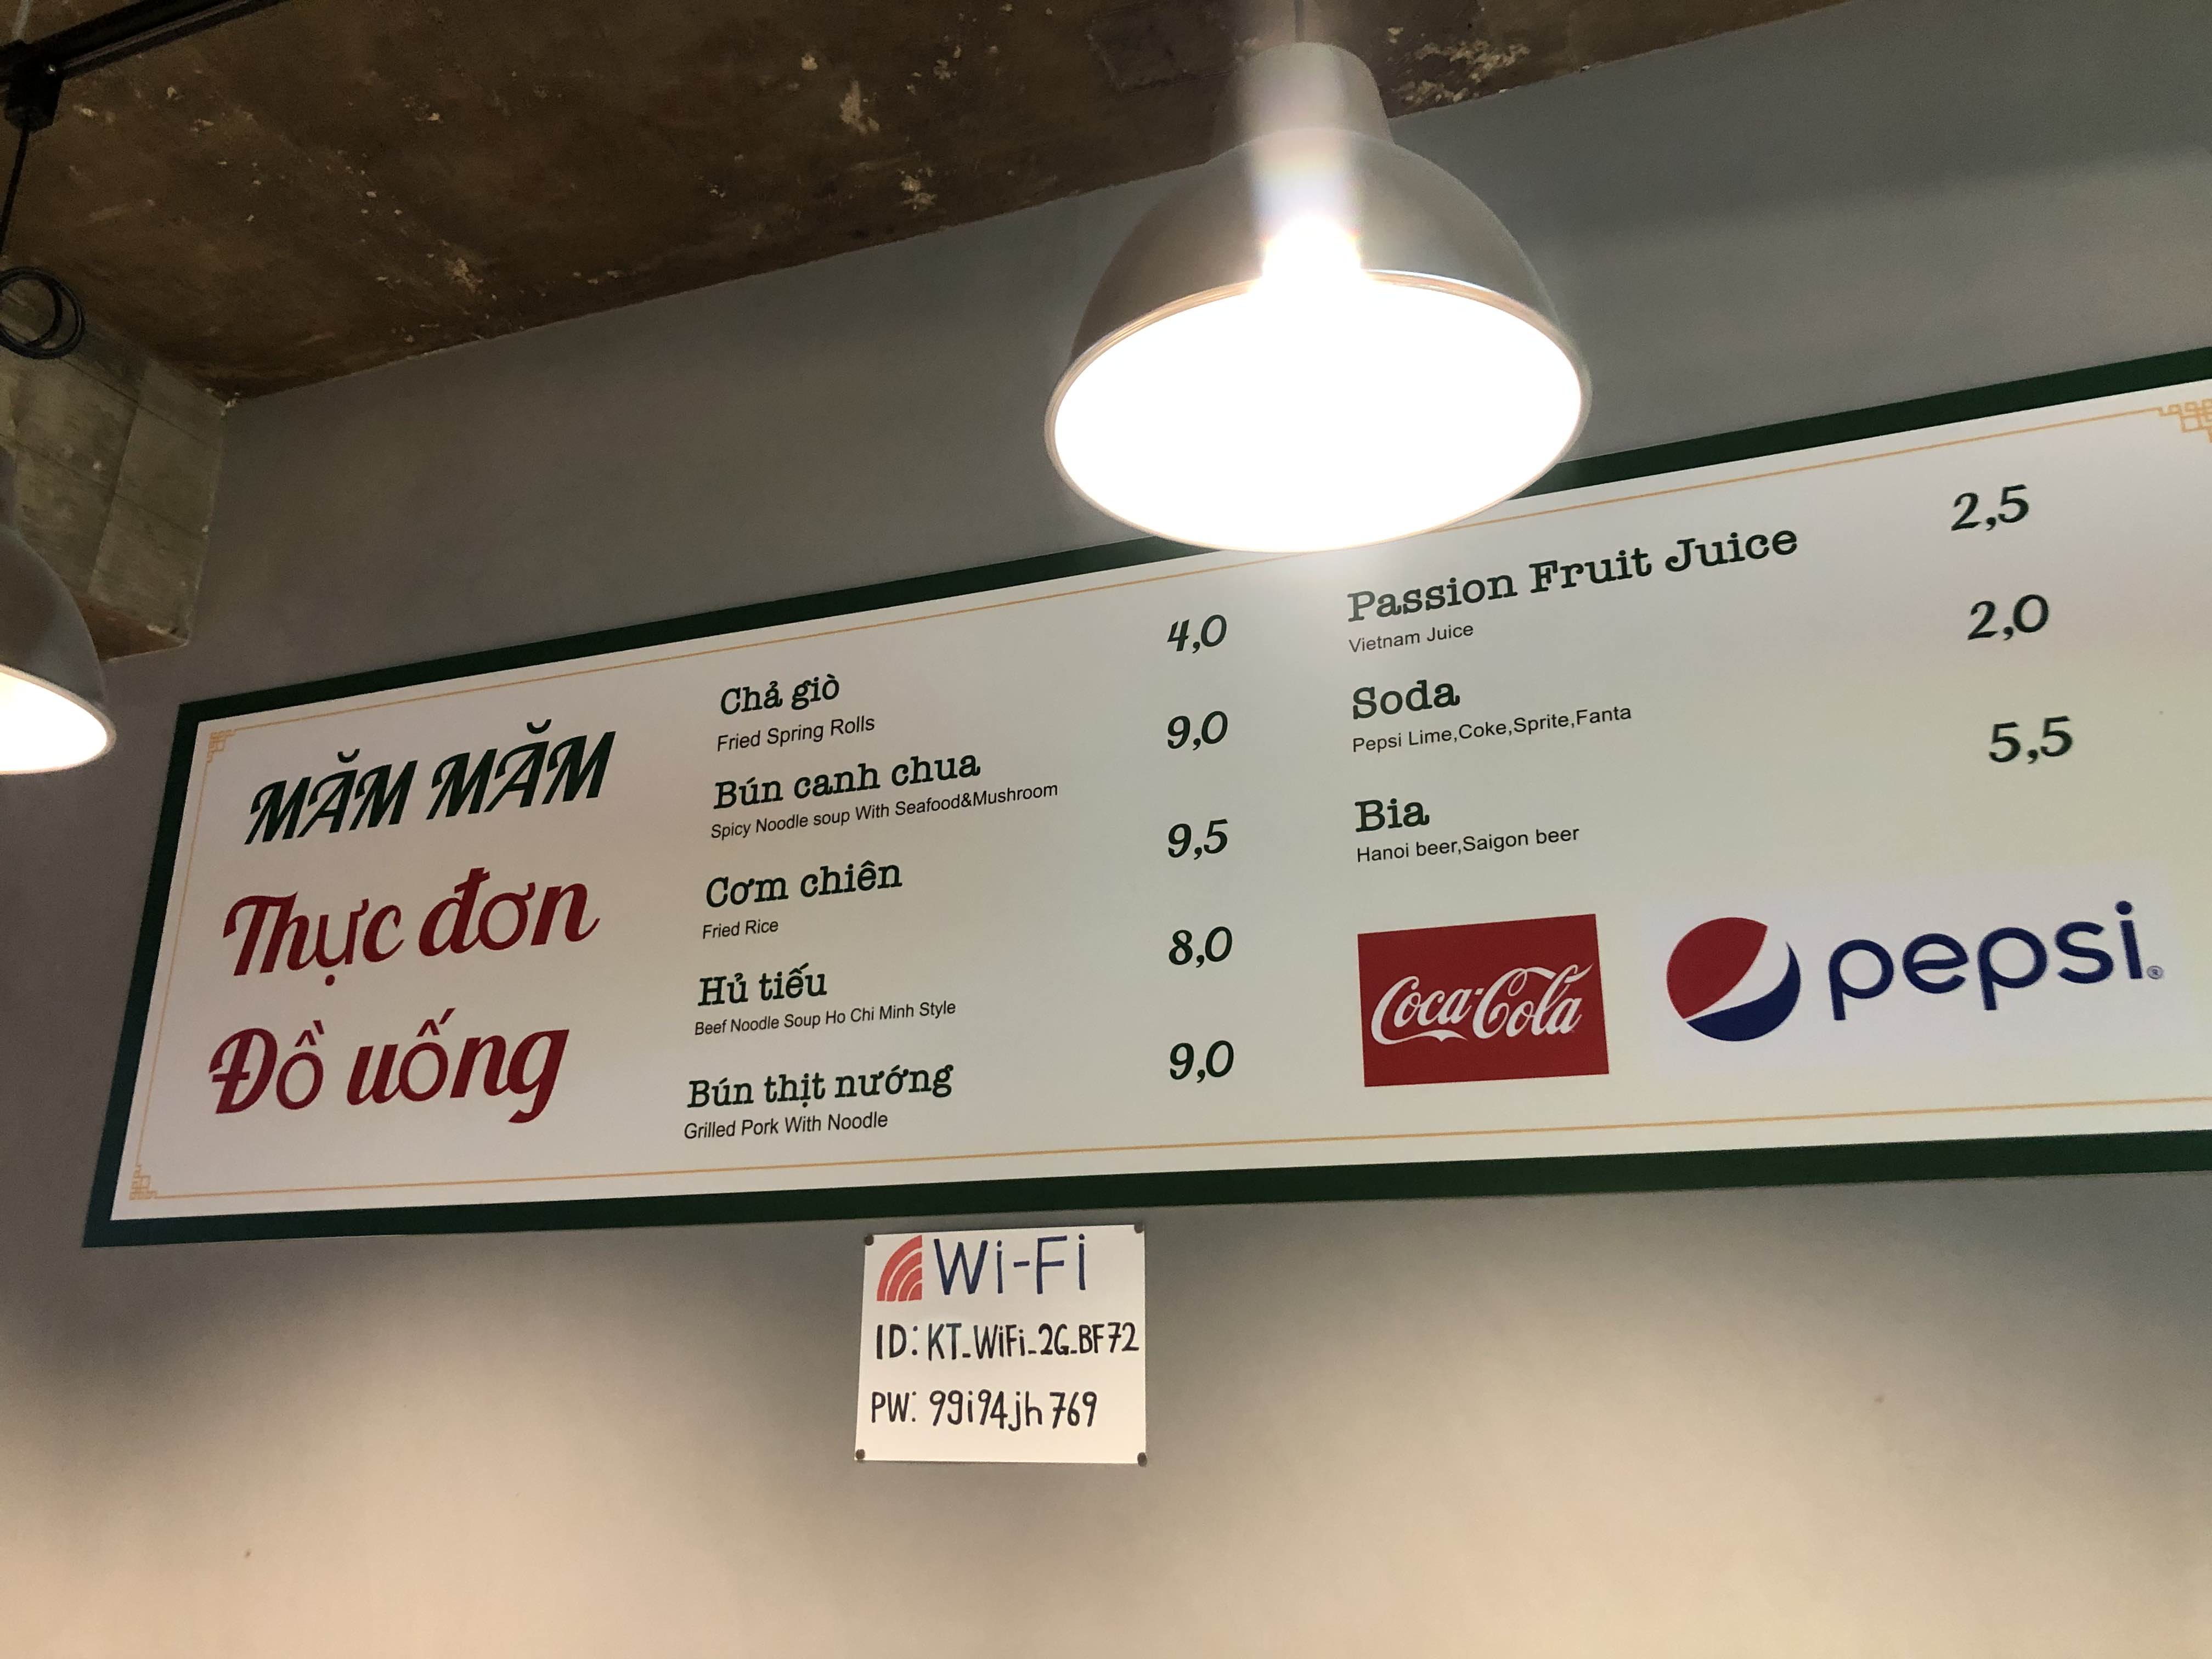 MĂM MĂM
Thực đơn
Đồ uống
Chả giò 4,0
Fried Spring Rolls
Bún canh chua 9,0
Spicy Noodle soup With Seafood&Mushroom
Cơm chiên 9,5
Fried Rice
Hủ tiếu 8,0
Beef Noodle Soup Ho Chi Minh Style
Bún thịt nướng 9,0
Grilled Pork With Noodle
Passion Fruit Juice 2,5
Vietnam Juice
Soda 2,0
Pepsi Lime,Coke,Sprite,Fanta
Bia 5,5
Hanoi beer,Saigon beer
Coca-Cola
pepsi®
Wi-Fi
ID: KT_WiFi_2G_BF72
PW: 99i94jh769